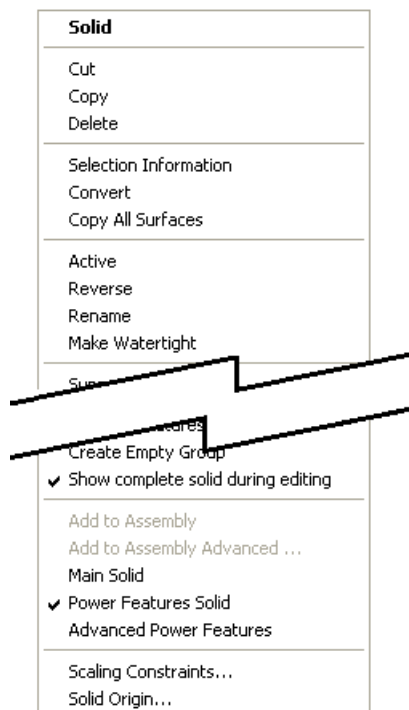 Solid
Cut
Copy
Delete
Selection Information
Convert
Copy All Surfaces
Active
Reverse
Rename
Make Watertight
Create Empty Group
Show complete solid during editing
Add to Assembly
Add to Assembly Advanced ...
Main Solid
Power Features Solid
Advanced Power Features
Scaling Constraints...
Solid Origin...